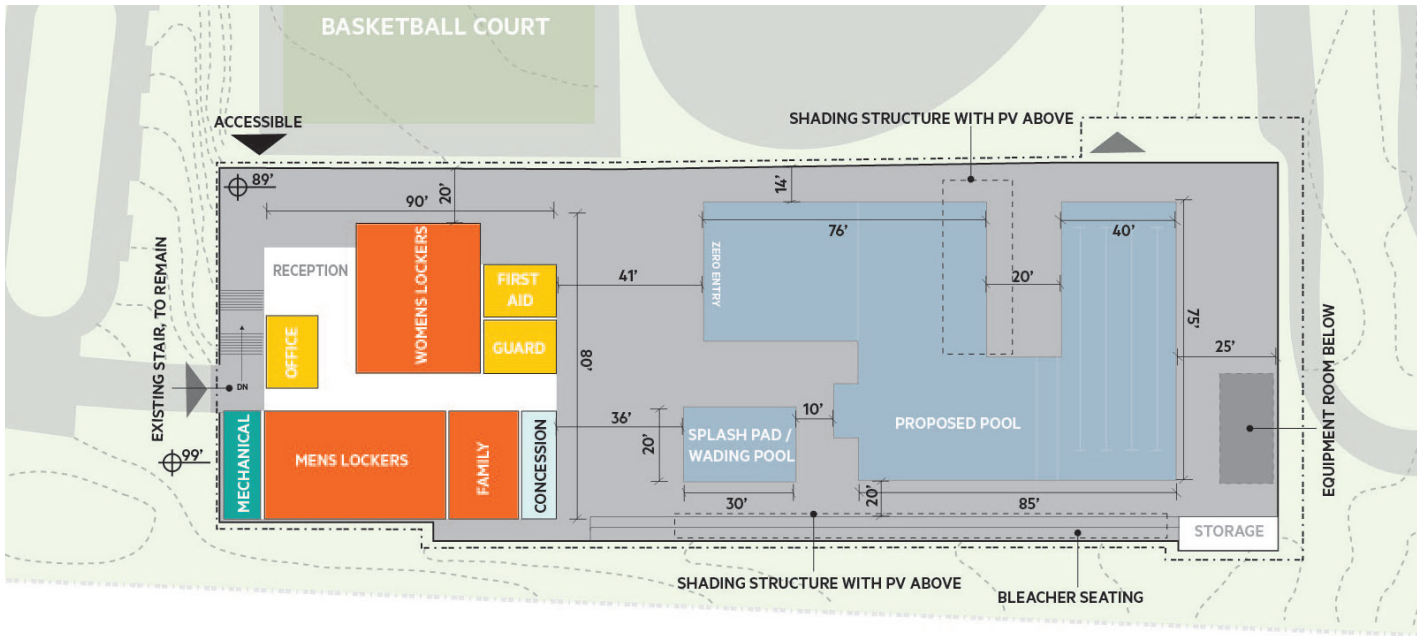 BASKETBALL COURT
ACCESSIBLE
SHADING STRUCTURE WITH PV ABOVE
89'
90'
20'
14'
76'
40'
EXISTING STAIR, TO REMAIN
RECEPTION
WOMENS LOCKERS
FIRST
AID
41'
ZERO ENTRY
20'
75'
OFFICE
GUARD
80'
25'
EQUIPMENT ROOM BELOW
DN
99'
MECHANICAL
MENS LOCKERS
FAMILY
CONCESSION
36'
20'
SPLASH PAD /
WADING POOL
10'
PROPOSED POOL
30'
20'
85'
STORAGE
SHADING STRUCTURE WITH PV ABOVE
BLEACHER SEATING